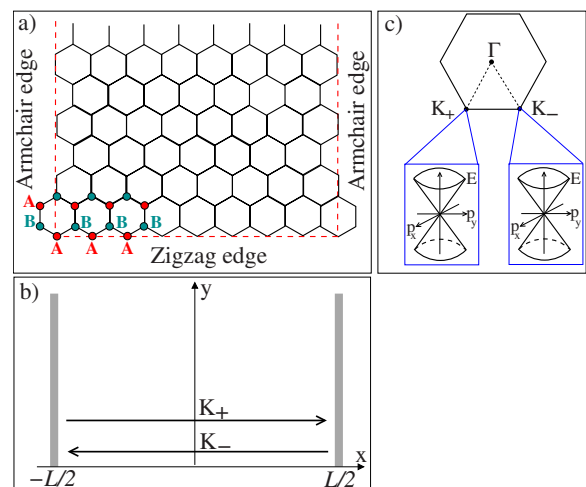 a)
Armchair edge
Armchair edge
A
B
B
B
B
A
A
A
Zigzag edge
b)
y
K+
K−
x
−L/2
L/2
c)
Γ
K+
K−
E
py
px
E
py
px